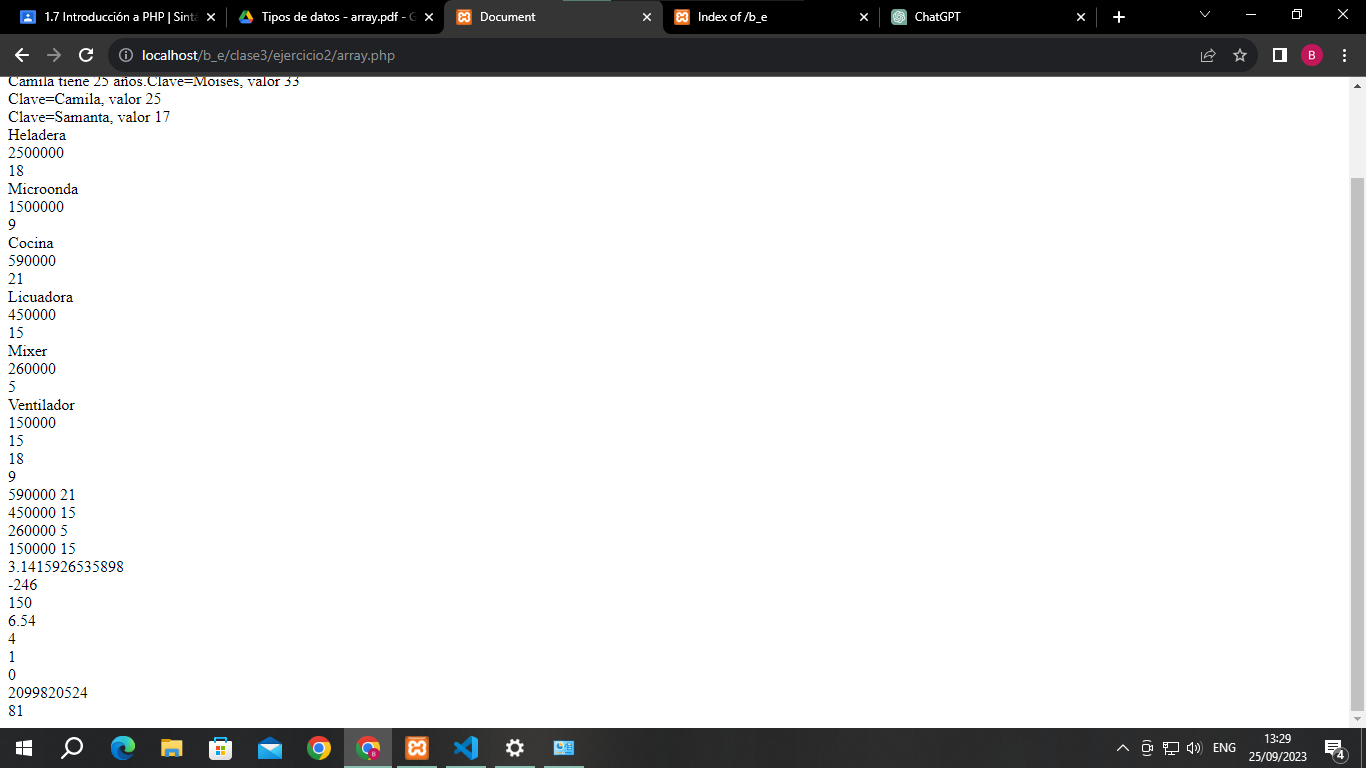 1.7 Introducción a PHP | Sinta
Tipos de datos - array.pdf - G
Document
Index of /b_e
ChatGPT
localhost/b_e/clase3/ejercicio2/array.php
B
Camila tiene 25 años.Clave=Moises, valor 33
Clave=Camila, valor 25
Clave=Samanta, valor 17
Heladera
2500000
18
Microonda
1500000
9
Cocina
590000
21
Licuadora
450000
15
Mixer
260000
5
Ventilador
150000
15
18
9
590000 21
450000 15
260000 5
150000 15
3.1415926535898
-246
150
6.54
4
1
0
2099820524
81
ENG
13:29
25/09/2023
4